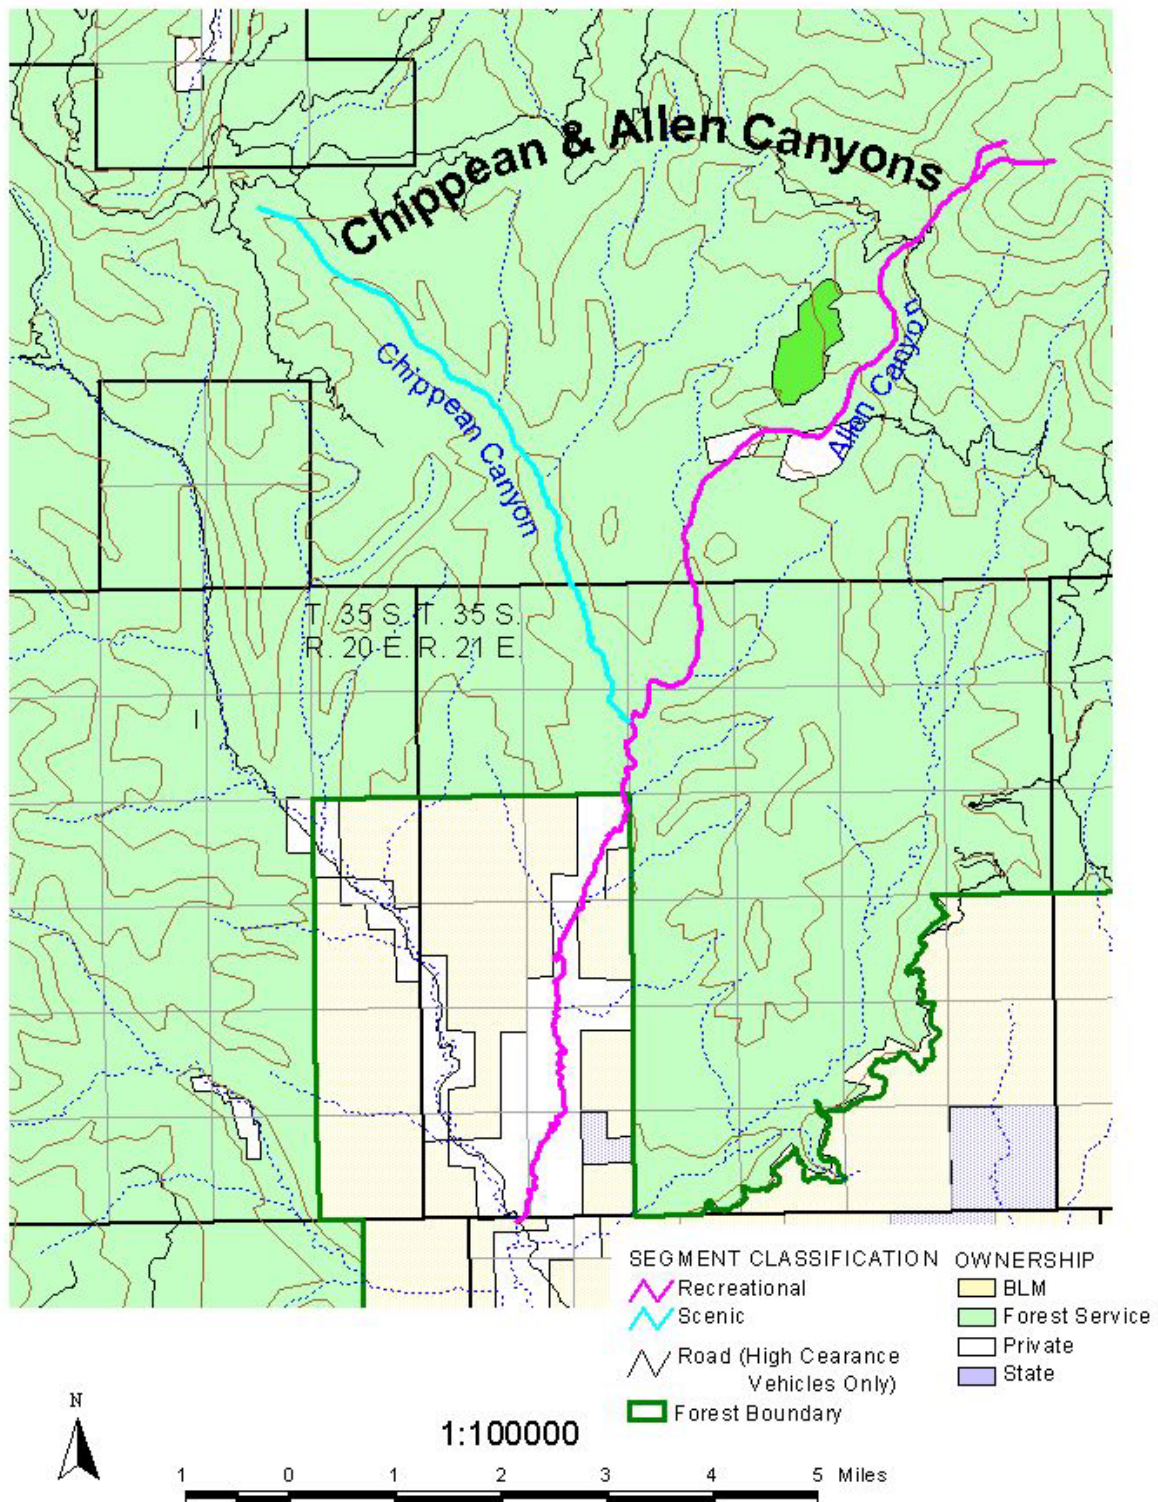 Chippean & Allen Canyons
Chippean Canyon
Allen Canyon
T. 35 S. T. 35 S.
R. 20 E. R. 21 E.
SEGMENT CLASSIFICATION
Recreational
Scenic
Road (High Cearance
Vehicles Only)
Forest Boundary
OWNERSHIP
BLM
Forest Service
Private
State
N
1:100000
1 0 1 2 3 4 5 Miles